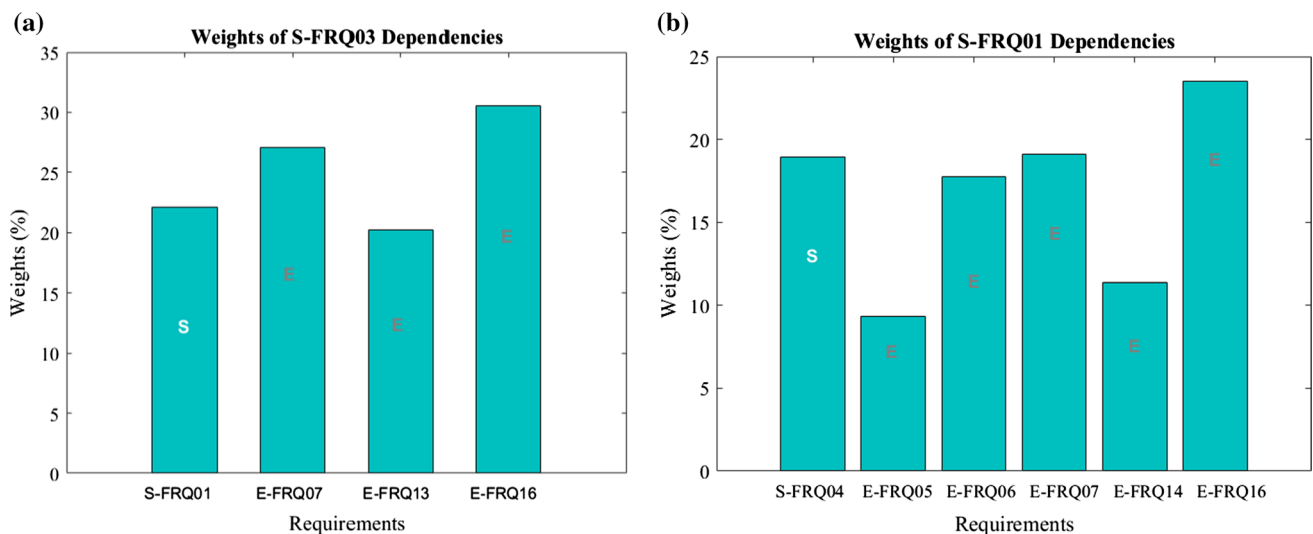 (a)
Weights of S-FRQ03 Dependencies
35
30
25
20
15
10
5
0
Weights (%)
S
E
E
E
S-FRQ01 E-FRQ07 E-FRQ13 E-FRQ16
Requirements
(b)
Weights of S-FRQ01 Dependencies
25
20
15
10
5
0
Weights (%)
S
E
E
E
E
E
S-FRQ04 E-FRQ05 E-FRQ06 E-FRQ07 E-FRQ14 E-FRQ16
Requirements